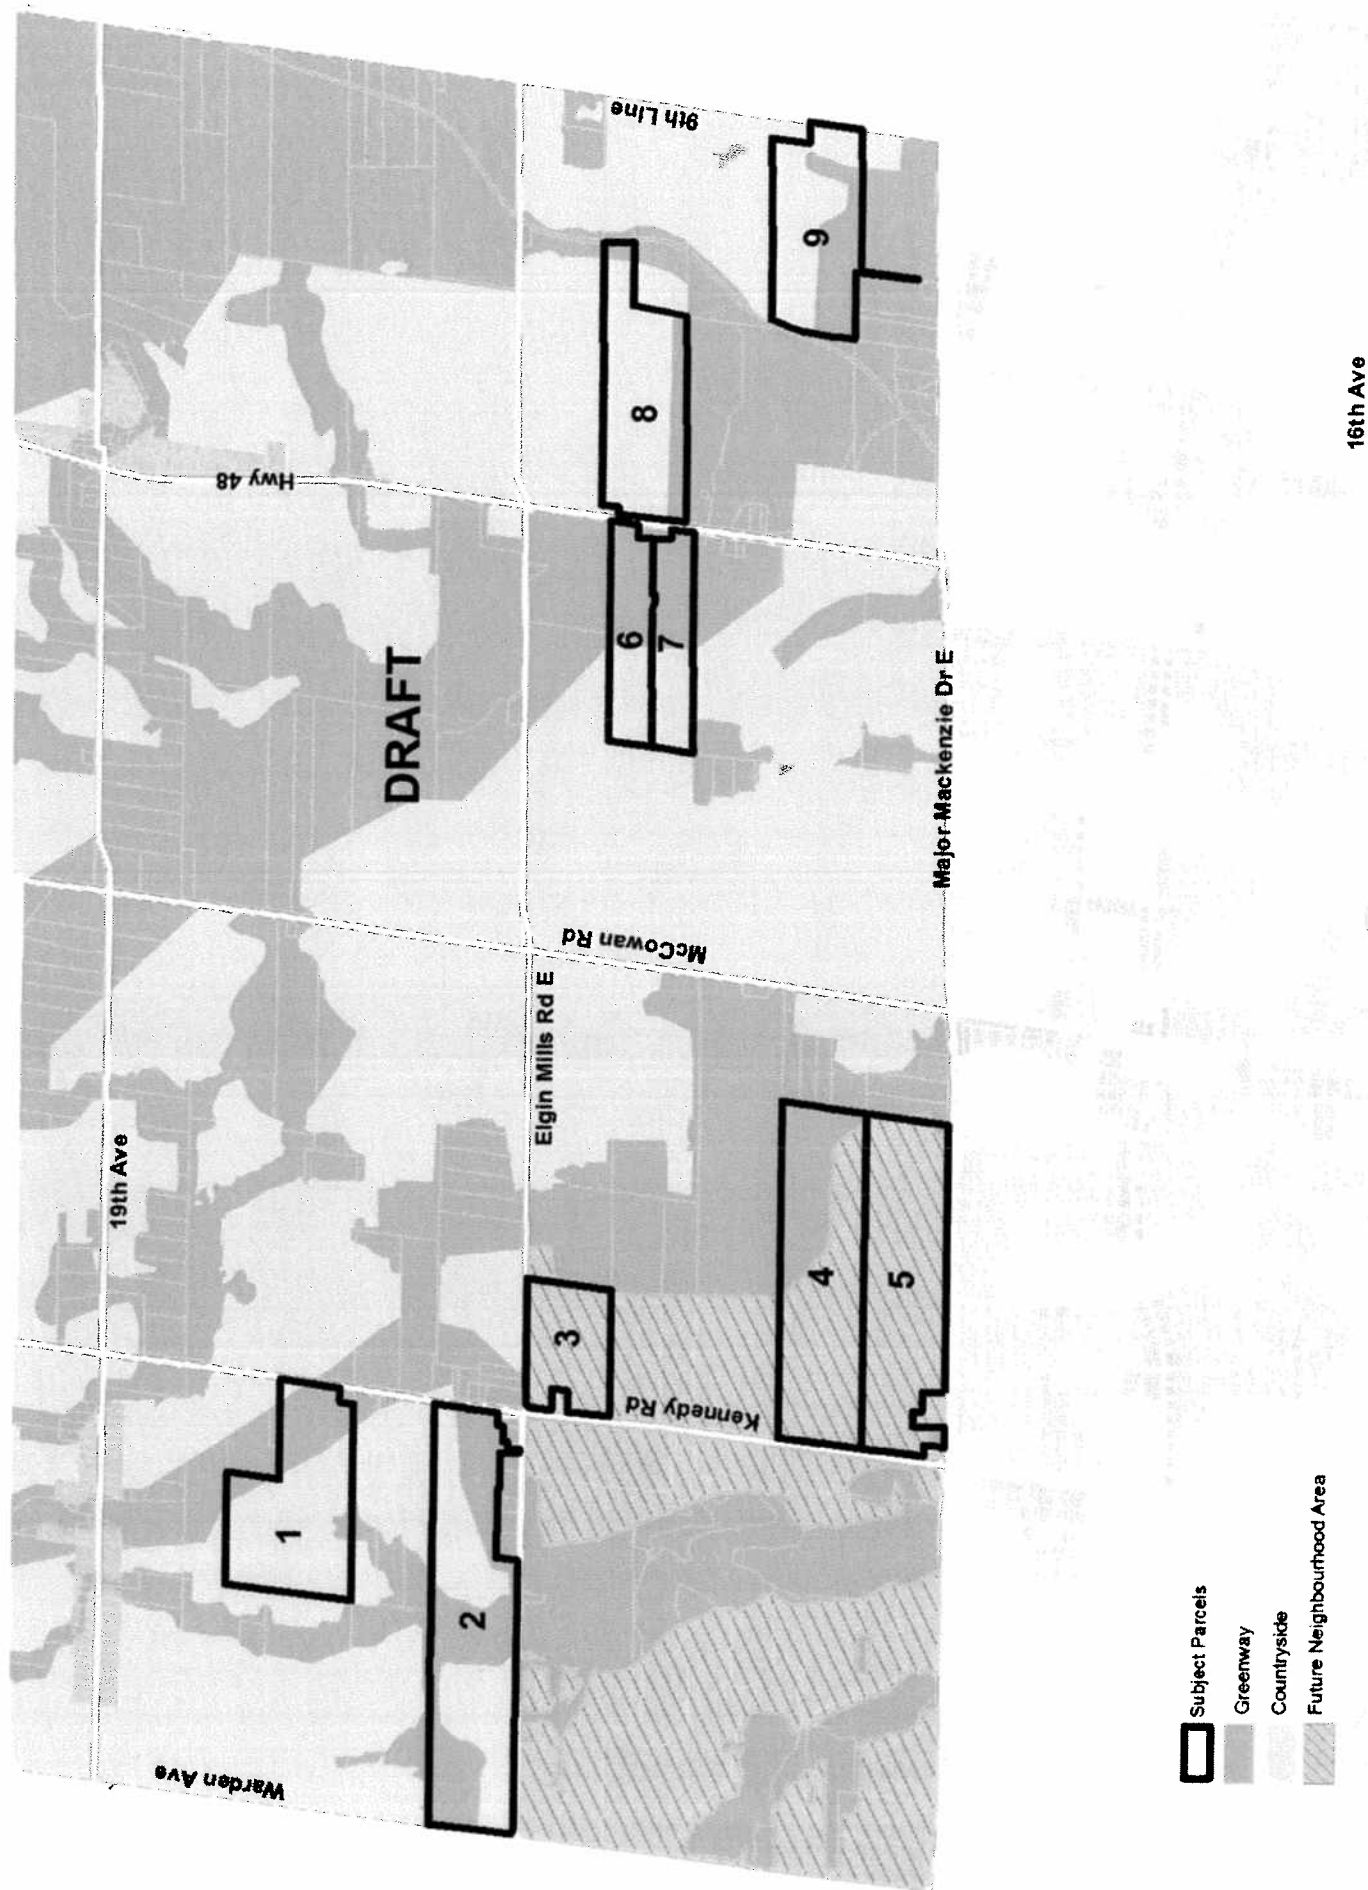 19th Ave
Hwy 48
9th Line
DRAFT
Elgin Mills Rd E
McCowan Rd
Warden Ave
Kennedy Rd
Major Mackenzie Dr E
16th Ave
1
2
3
4
5
6
7
8
9
Subject Parcels
Greenway
Countryside
Future Neighbourhood Area